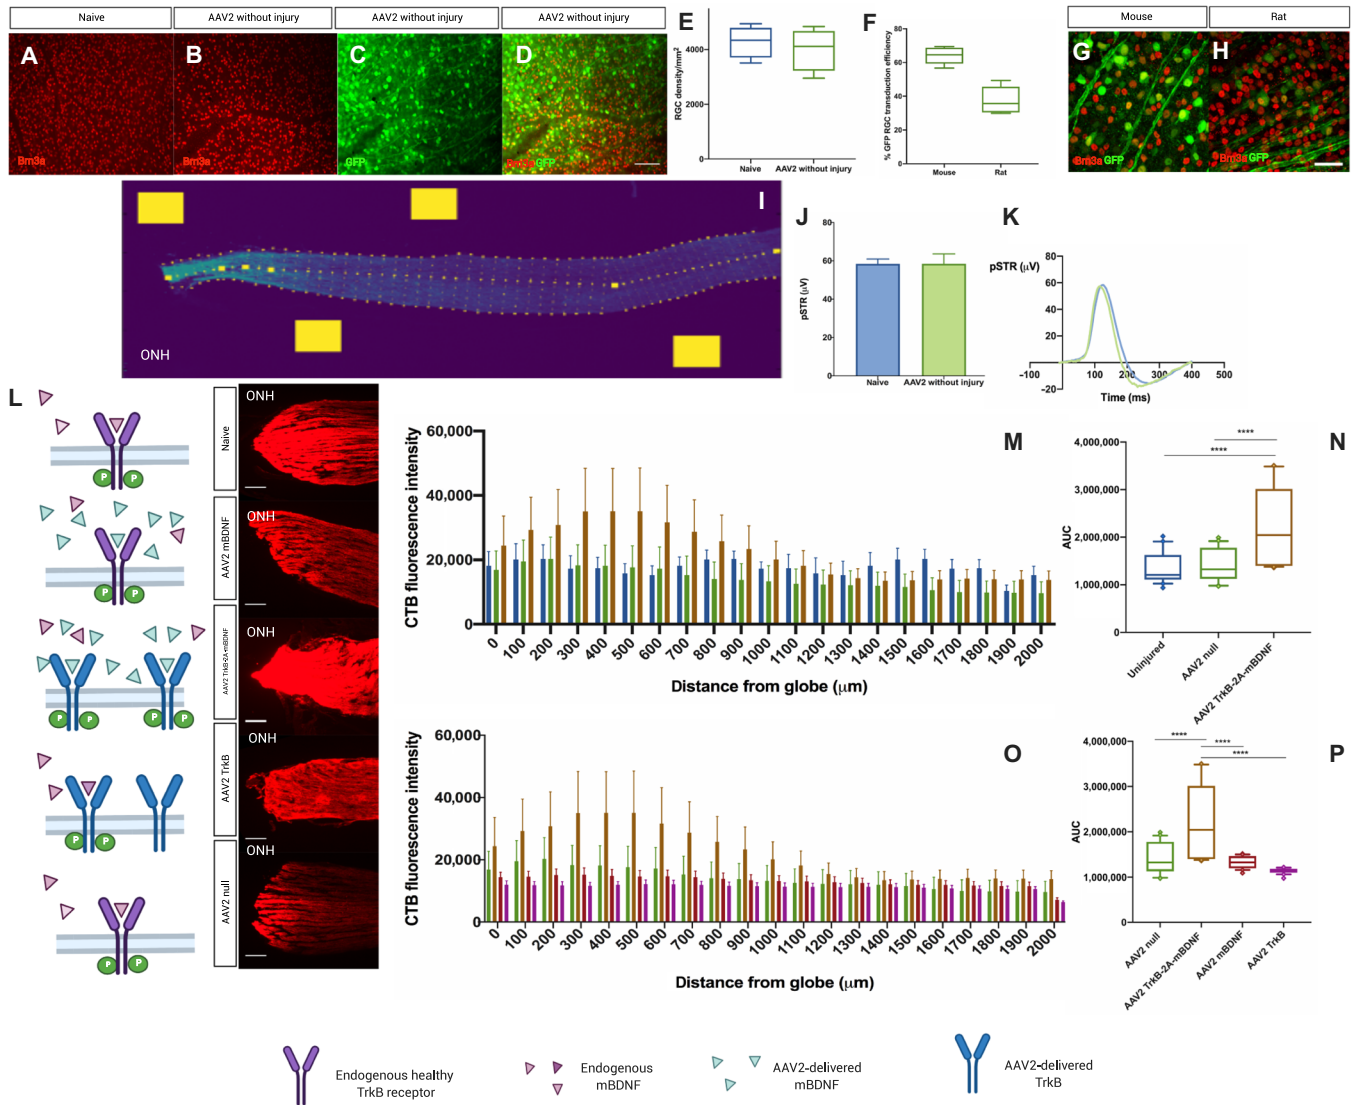 Naive
AAV2 without injury
AAV2 without injury
AAV2 without injury
A
B
C
D
Brn3a
Brn3a
GFP
Brn3aGFP
E
RGC density/mm2
4000
2000
0
Naive
AAV2 without injury
F
% GFP RGC transduction efficiency
80
60
40
20
0
Mouse
Rat
Mouse
Rat
G
H
Brn3a GFP
Brn3a GFP
I
ONH
J
pSTR (μV)
80
60
40
20
0
Naive
AAV2 without injury
K
pSTR (μV)
80
60
40
20
-20
-100
100
200
300
400
500
Time (ms)
L
P P
P P
P P P P
P P
P P
Naive
AAV2 mBDNF
AAV2 TrkB-2A-mBDNF
AAV2 TrkB
AAV2 null
ONH
ONH
ONH
ONH
ONH
M
CTB fluorescence intensity
60,000
40,000
20,000
0
0 100 200 300 400 500 600 700 800 900 1000 1100 1200 1300 1400 1500 1600 1700 1800 1900 2000
Distance from globe (μm)
N
AUC
4,000,000
3,000,000
2,000,000
1,000,000
0
****
****
Uninjured
AAV2 null
AAV2 TrkB-2A-mBDNF
O
CTB fluorescence intensity
60,000
40,000
20,000
0
0 100 200 300 400 500 600 700 800 900 1000 1100 1200 1300 1400 1500 1600 1700 1800 1900 2000
Distance from globe (μm)
P
AUC
4,000,000
3,000,000
2,000,000
1,000,000
0
****
****
****
AAV2 null
AAV2 TrkB-2A-mBDNF
AAV2 mBDNF
AAV2 TrkB
Endogenous healthy
TrkB receptor
Endogenous
mBDNF
AAV2-delivered
mBDNF
AAV2-delivered
TrkB